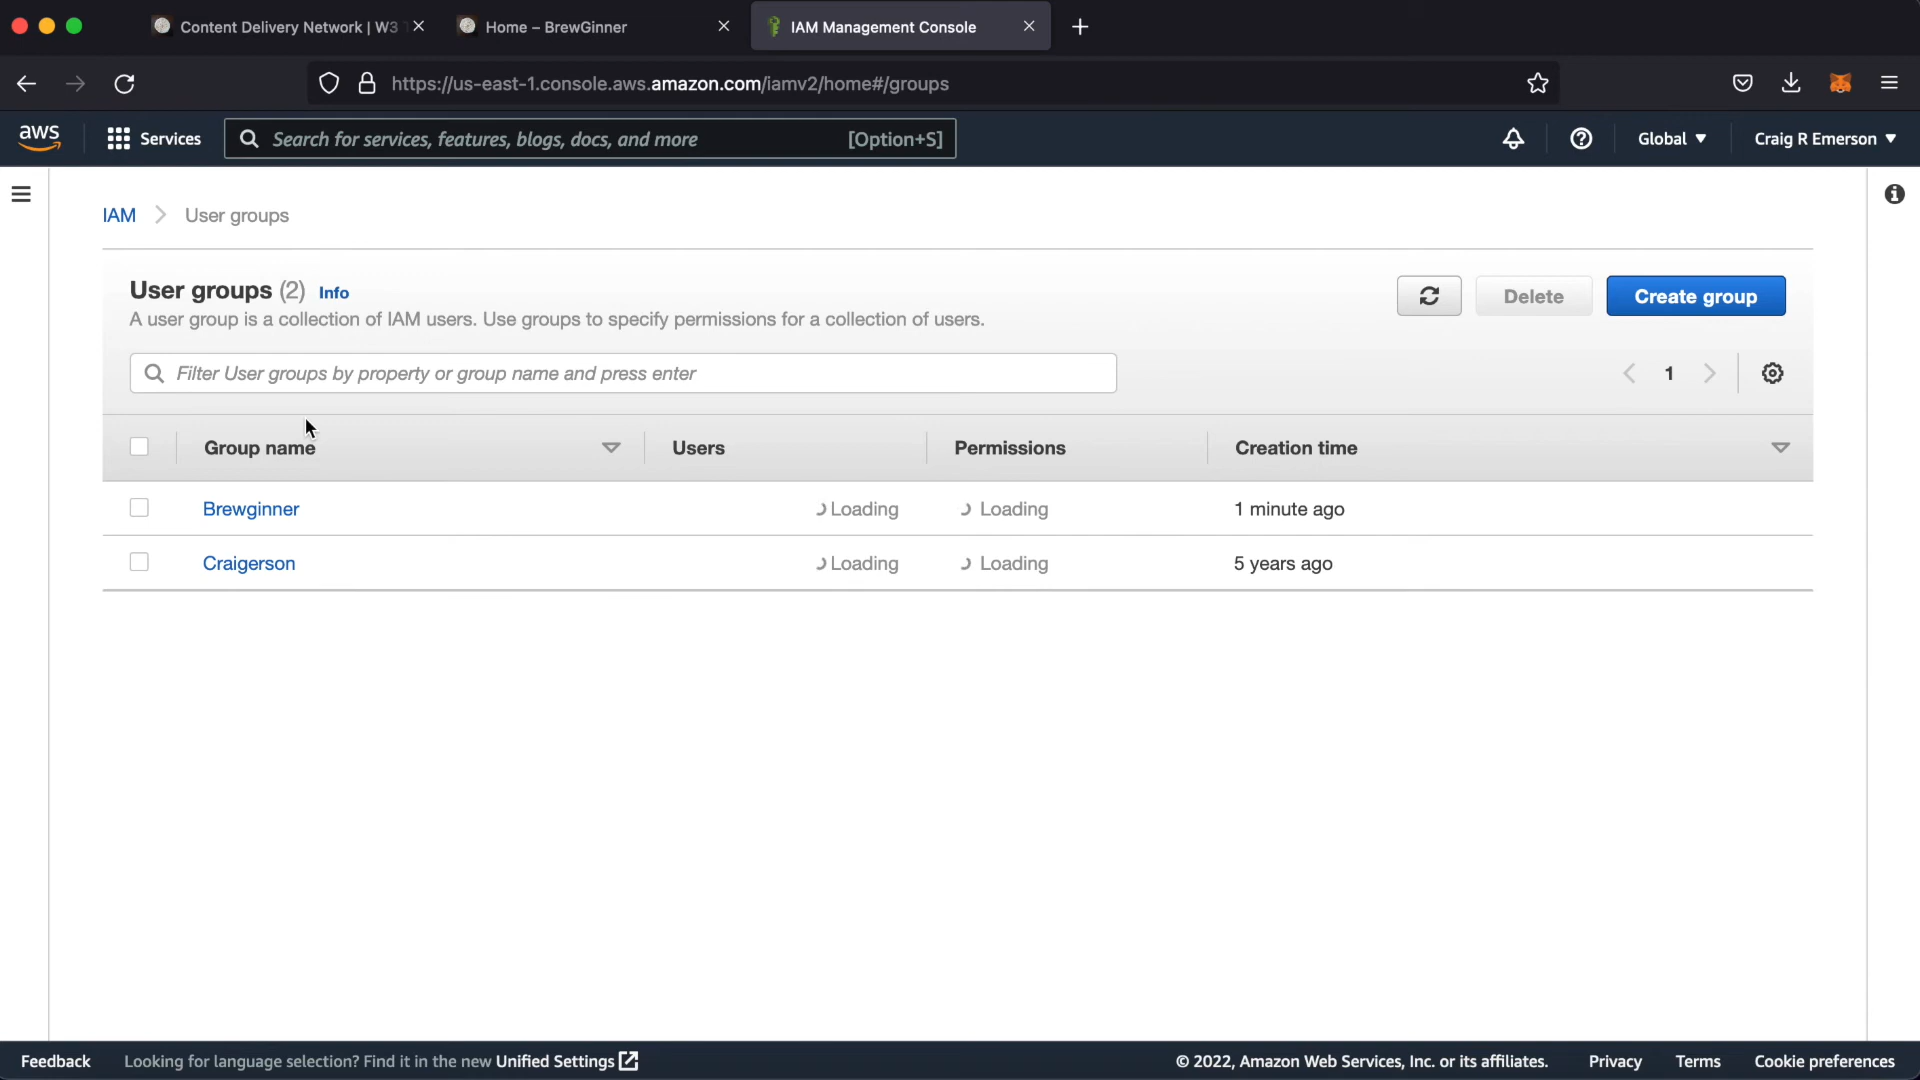 Content Delivery Network | W3 T
Home – BrewGinner
IAM Management Console
https://us-east-1.console.aws.amazon.com/iamv2/home#/groups
aws
Services
Search for services, features, blogs, docs, and more
[Option+S]
Global
Craig R Emerson
IAM
User groups
User groups (2) Info
A user group is a collection of IAM users. Use groups to specify permissions for a collection of users.
Delete
Create group
Filter User groups by property or group name and press enter
1
Group name
Users
Permissions
Creation time
Brewginner
Loading
Loading
1 minute ago
Craigerson
Loading
Loading
5 years ago
Feedback
Looking for language selection? Find it in the new Unified Settings
© 2022, Amazon Web Services, Inc. or its affiliates.
Privacy
Terms
Cookie preferences